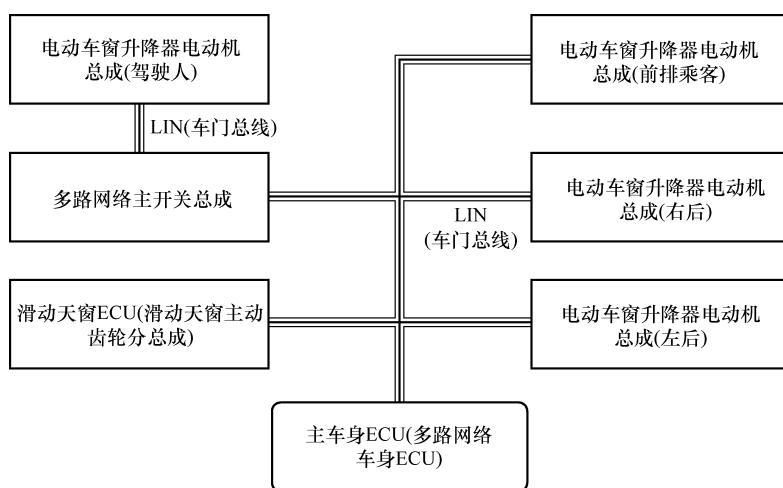 电动车窗升降器电动机
总成(驾驶人)
电动车窗升降器电动机
总成(前排乘客)
LIN(车门总线)
多路网络主开关总成
电动车窗升降器电动机
总成(右后)
LIN
(车门总线)
滑动天窗ECU(滑动天窗主动
齿轮分总成)
电动车窗升降器电动机
总成(左后)
主车身ECU(多路网络
车身ECU)